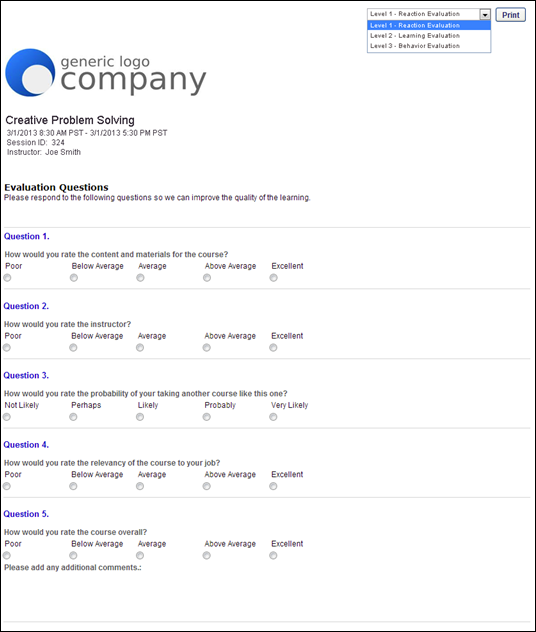 Level 1 - Reaction Evaluation
Print
Level 1 - Reaction Evaluation
Level 2 - Learning Evaluation
Level 3 - Behavior Evaluation
generic logo
company
Creative Problem Solving
3/1/2013 8:30 AM PST - 3/1/2013 5:30 PM PST
Session ID: 324
Instructor: Joe Smith
Evaluation Questions
Please respond to the following questions so we can improve the quality of the learning.
Question 1.
How would you rate the content and materials for the course?
Poor Below Average Average Above Average Excellent
Question 2.
How would you rate the instructor?
Poor Below Average Average Above Average Excellent
Question 3.
How would you rate the probability of your taking another course like this one?
Not Likely Perhaps Likely Probably Very Likely
Question 4.
How would you rate the relevancy of the course to your job?
Poor Below Average Average Above Average Excellent
Question 5.
How would you rate the course overall?
Poor Below Average Average Above Average Excellent
Please add any additional comments.: